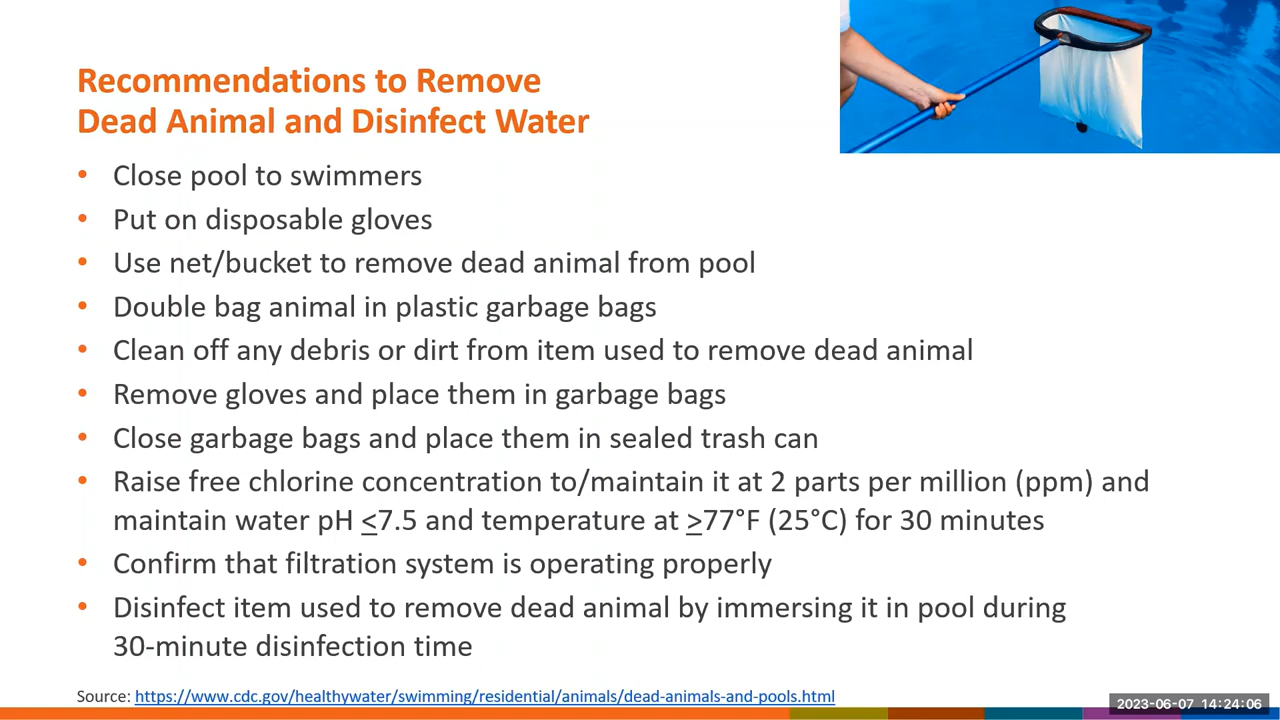 Recommendations to Remove
Dead Animal and Disinfect Water
• Close pool to swimmers
• Put on disposable gloves
• Use net/bucket to remove dead animal from pool
• Double bag animal in plastic garbage bags
• Clean off any debris or dirt from item used to remove dead animal
• Remove gloves and place them in garbage bags
• Close garbage bags and place them in sealed trash can
• Raise free chlorine concentration to/maintain it at 2 parts per million (ppm) and
maintain water pH ≤7.5 and temperature at ≥77°F (25°C) for 30 minutes
• Confirm that filtration system is operating properly
• Disinfect item used to remove dead animal by immersing it in pool during
30-minute disinfection time
Source: https://www.cdc.gov/healthywater/swimming/residential/animals/dead-animals-and-pools.html
2023-06-07 14:24:06